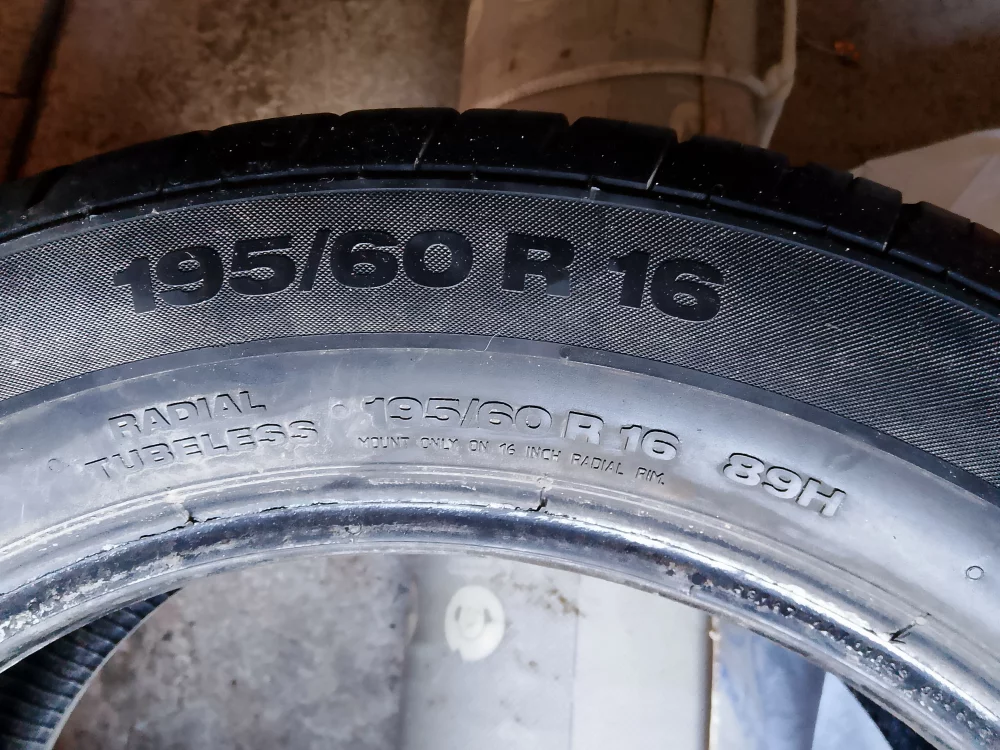 195/60 R 16
RADIAL
TUBELESS
195/60 R 16 89H
MOUNT ONLY ON 16 INCH RADIAL RIM.